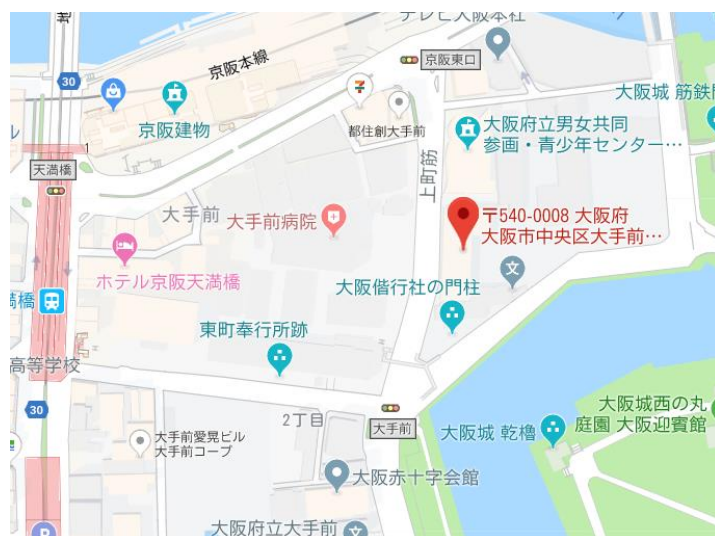 テレビ大阪本社
京阪東口
30
京阪本線
大阪城 筋鉄門
京阪建物
都住創大手前
大阪府立男女共同
参画・青少年センター…
1
天満橋
上町筋
大手前
大手前病院
〒540-0008 大阪府
大阪市中央区大手前…
ホテル京阪天満橋
文
大阪偕行社の門柱
満橋
東町奉行所跡
高等学校
30
2丁目
大手前
大阪城西の丸
庭園 大阪迎賓館
大手前愛晃ビル
大手前コープ
大阪城 乾櫓
大阪赤十字会館
大阪府立大手前
文
P